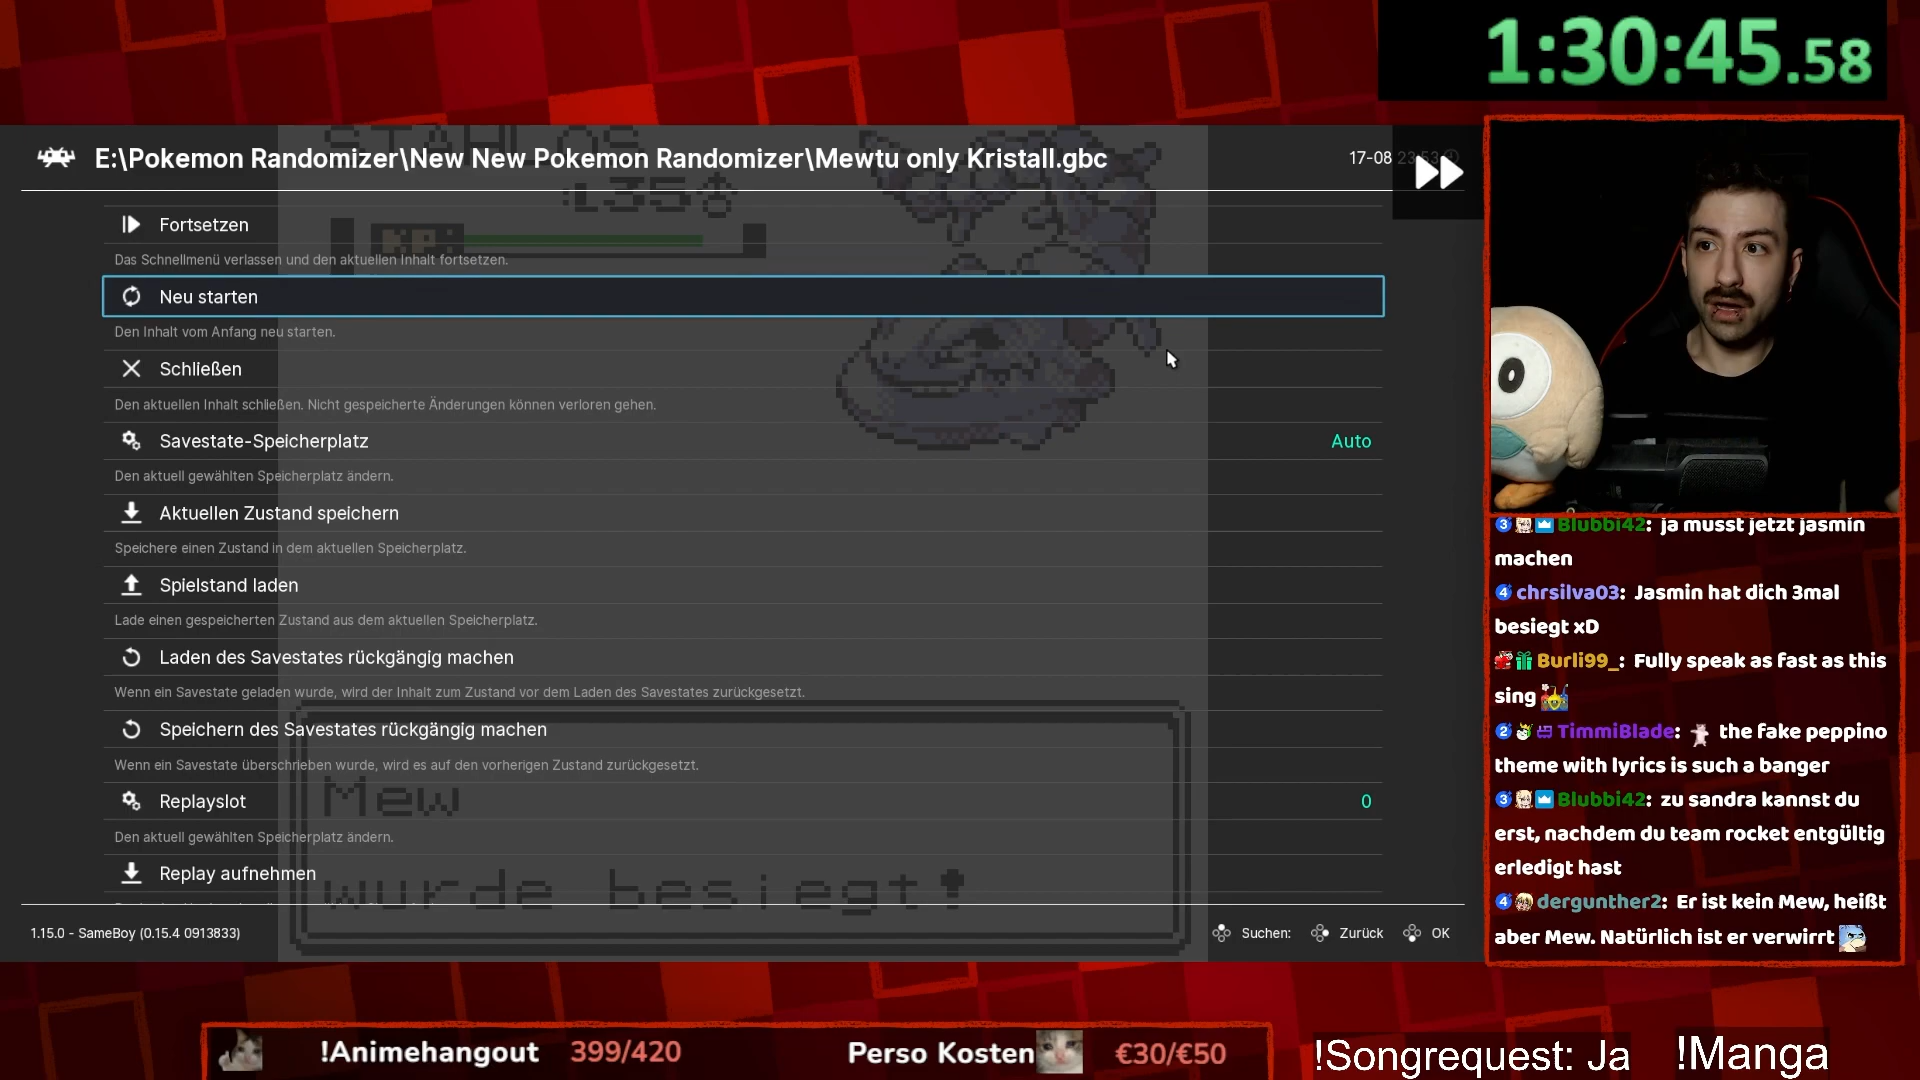 1:30:45.58
E:\Pokemon Randomizer\New New Pokemon Randomizer\Mewtu only Kristall.gbc
17-08 23:53
STAHLOS
:L35♂
HP:
Fortsetzen
Das Schnellmenü verlassen und den aktuellen Inhalt fortsetzen.
Neu starten
Den Inhalt vom Anfang neu starten.
Schließen
Den aktuellen Inhalt schließen. Nicht gespeicherte Änderungen können verloren gehen.
Savestate-Speicherplatz
Auto
Den aktuell gewählten Speicherplatz ändern.
Aktuellen Zustand speichern
Speichere einen Zustand in dem aktuellen Speicherplatz.
Spielstand laden
Lade einen gespeicherten Zustand aus dem aktuellen Speicherplatz.
Laden des Savestates rückgängig machen
Wenn ein Savestate geladen wurde, wird der Inhalt zum Zustand vor dem Laden des Savestates zurückgesetzt.
Speichern des Savestates rückgängig machen
Wenn ein Savestate überschrieben wurde, wird es auf den vorherigen Zustand zurückgesetzt.
Replayslot
0
Den aktuell gewählten Speicherplatz ändern.
Replay aufnehmen
Mew
wurde besiegt!
1.15.0 - SameBoy (0.15.4 0913833)
Suchen:
Zurück
OK
Blubbi42: ja musst jetzt jasmin
machen
chrsilva03: Jasmin hat dich 3mal
besiegt xD
Burli99_: Fully speak as fast as this
sing
TimmiBlade: the fake peppino
theme with lyrics is such a banger
Blubbi42: zu sandra kannst du
erst, nachdem du team rocket entgültig
erledigt hast
dergunther2: Er ist kein Mew, heißt
aber Mew. Natürlich ist er verwirrt
!Animehangout 399/420
Perso Kosten €30/€50
!Songrequest: Ja
!Manga